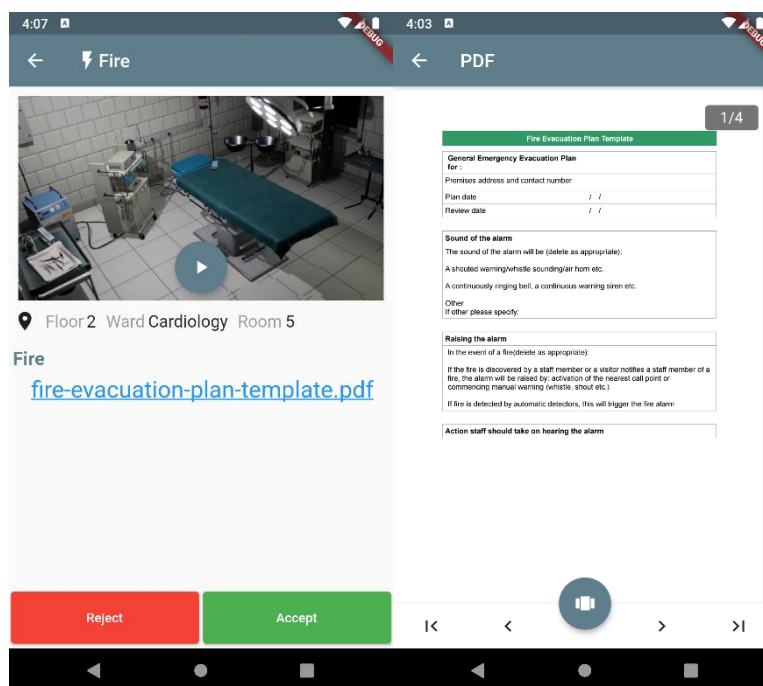 4:07 A
DEBUG
Fire
Floor 2 Ward Cardiology Room 5
Fire
fire-evacuation-plan-template.pdf
Reject
Accept
4:03 A
DEBUG
PDF
1/4
Fire Evacuation Plan Template
General Emergency Evacuation Plan
for :
Premises address and contact number
Plan date / /
Review date / /
Sound of the alarm
The sound of the alarm will be (delete as appropriate):
A shouted warning/whistle sounding/air horn etc.
A continuously ringing bell, a continuous warning siren etc.
Other
If other please specify:
Raising the alarm
In the event of a fire(delete as appropriate):
If the fire is discovered by a staff member or a visitor notifies a staff member of a
fire, the alarm will be raised by: activation of the nearest call point or
commencing manual warning (whistle, shout etc.)
If fire is detected by automatic detectors, this will trigger the fire alarm
Action staff should take on hearing the alarm